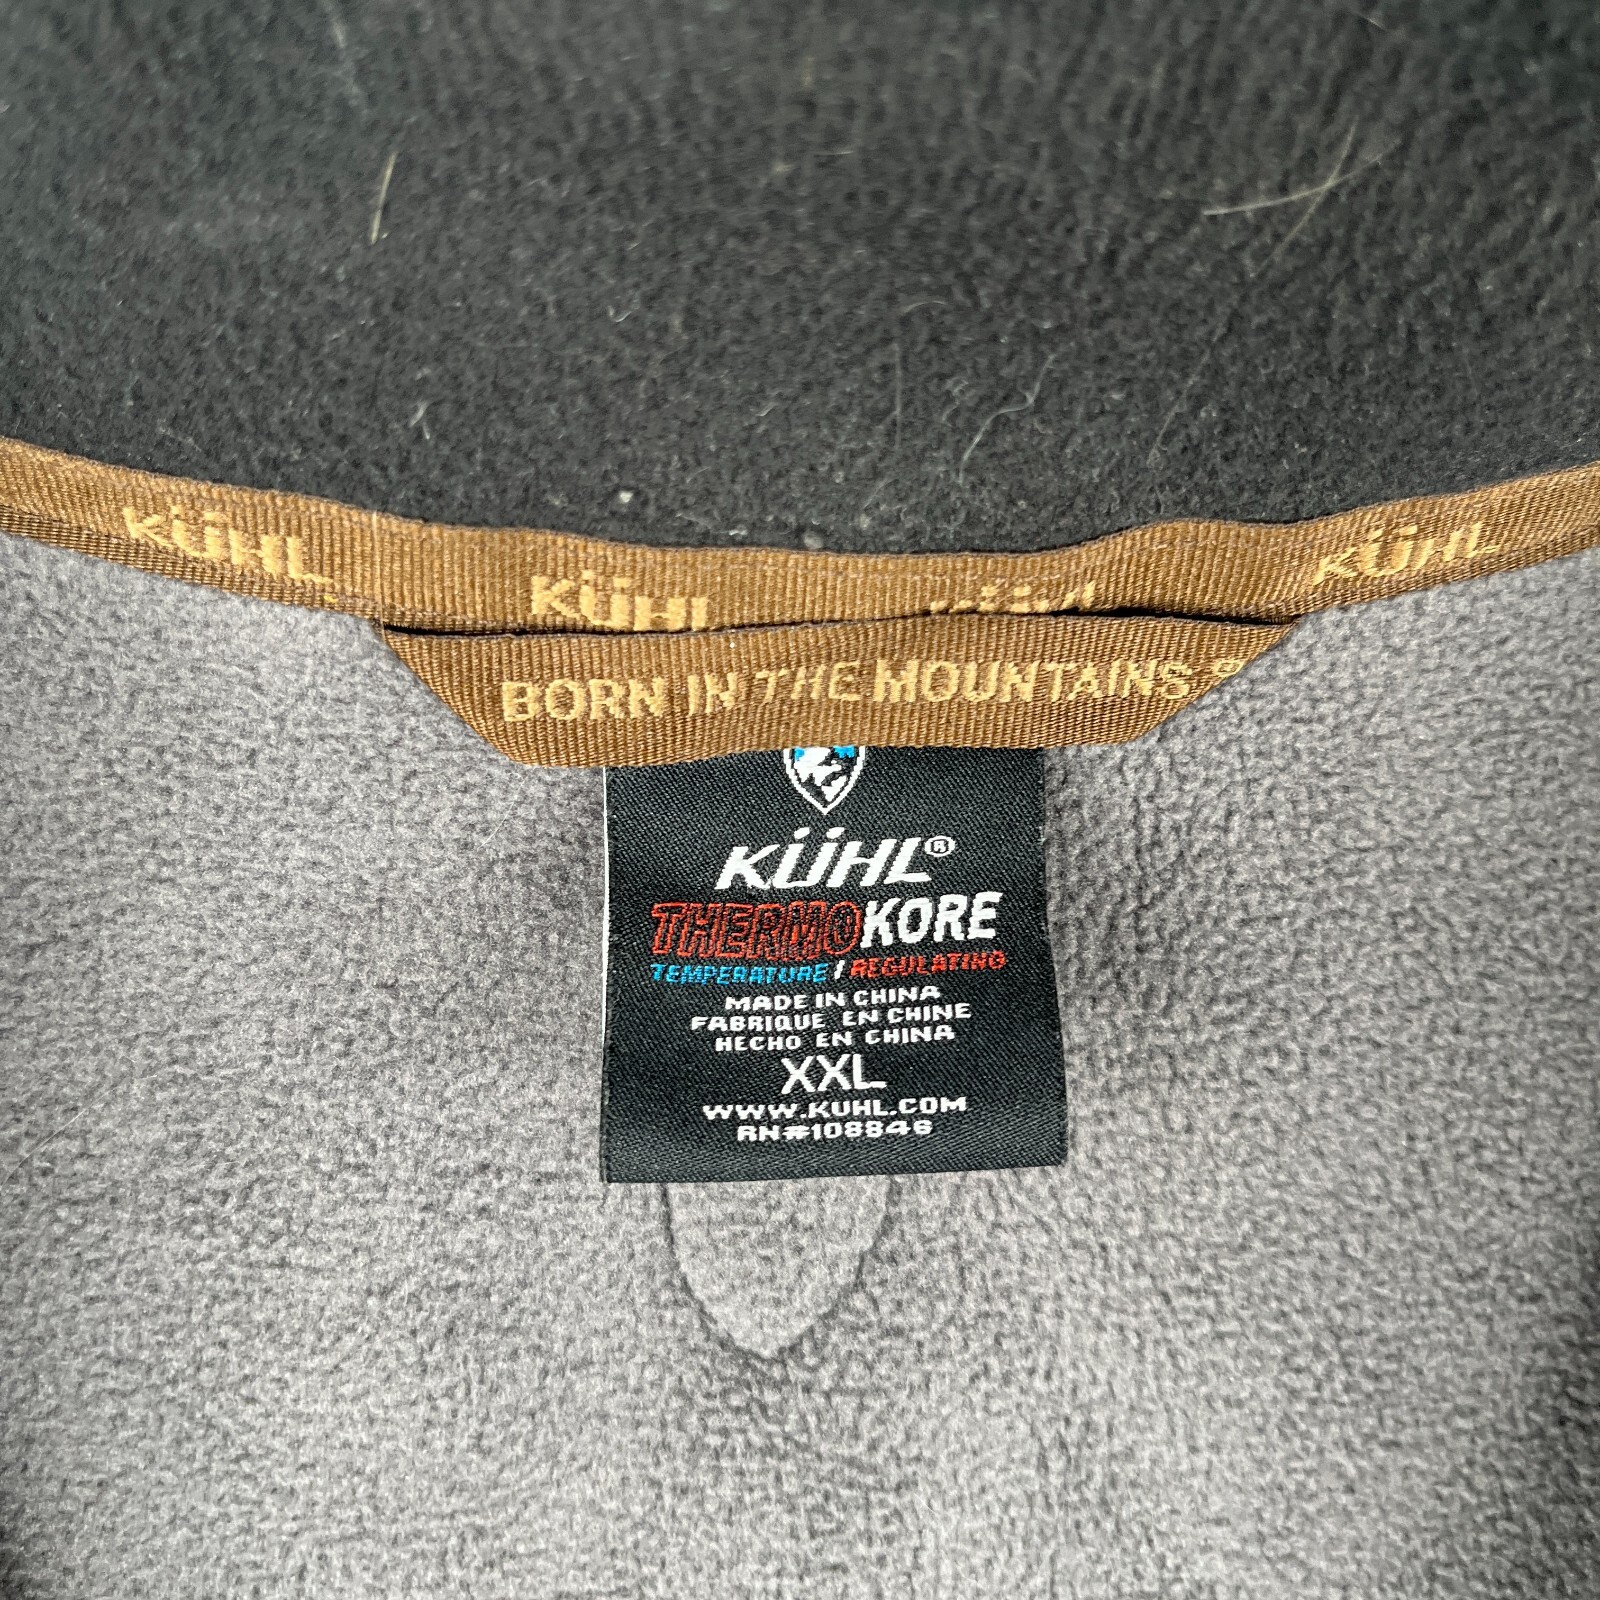 KÜHL
KÜHL
KÜHL
KÜHL
BORN IN THE MOUNTAINS®
KÜHL®
THERMOKORE
TEMPERATURE / REGULATING
MADE IN CHINA
FABRIQUE EN CHINE
HECHO EN CHINA
XXL
WWW.KUHL.COM
RN#108846